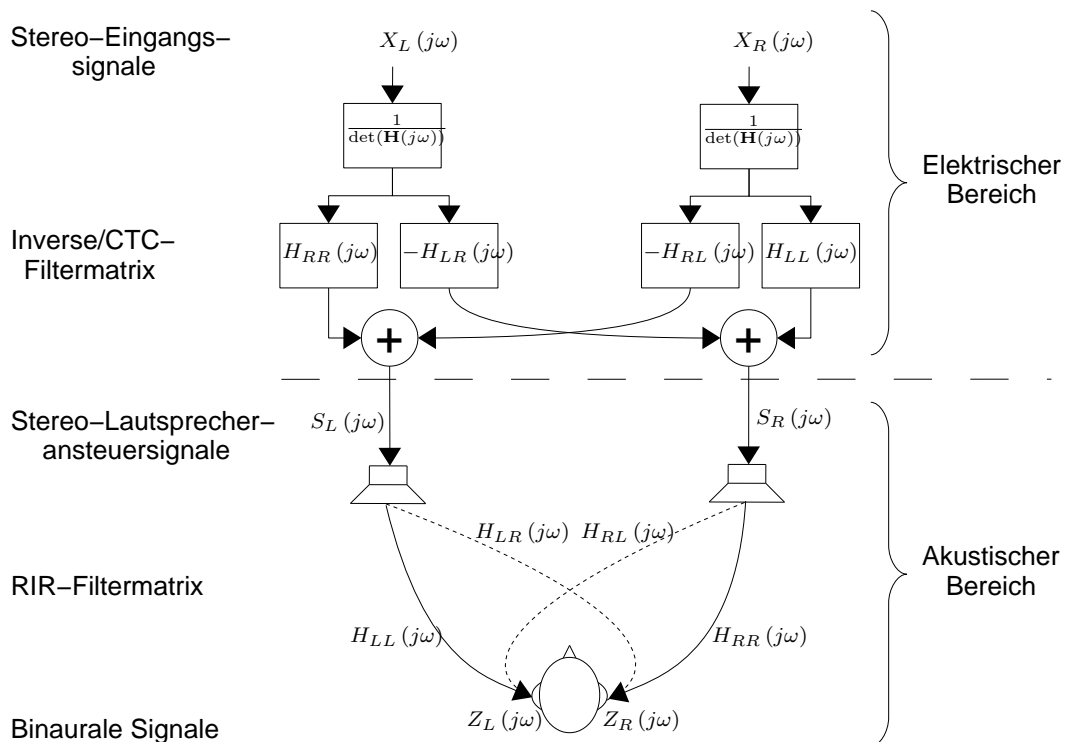 Stereo−Eingangs−
signale
X_L (jω)
X_R (jω)
1
det(H(jω))
1
det(H(jω))
Elektrischer
Bereich
Inverse/CTC−
Filtermatrix
H_RR (jω)
−H_LR (jω)
−H_RL (jω)
H_LL (jω)
+
+
Stereo−Lautsprecher−
ansteuersignale
S_L (jω)
S_R (jω)
H_LR (jω)
H_RL (jω)
Akustischer
Bereich
RIR−Filtermatrix
H_LL (jω)
H_RR (jω)
Z_L (jω)
Z_R (jω)
Binaurale Signale